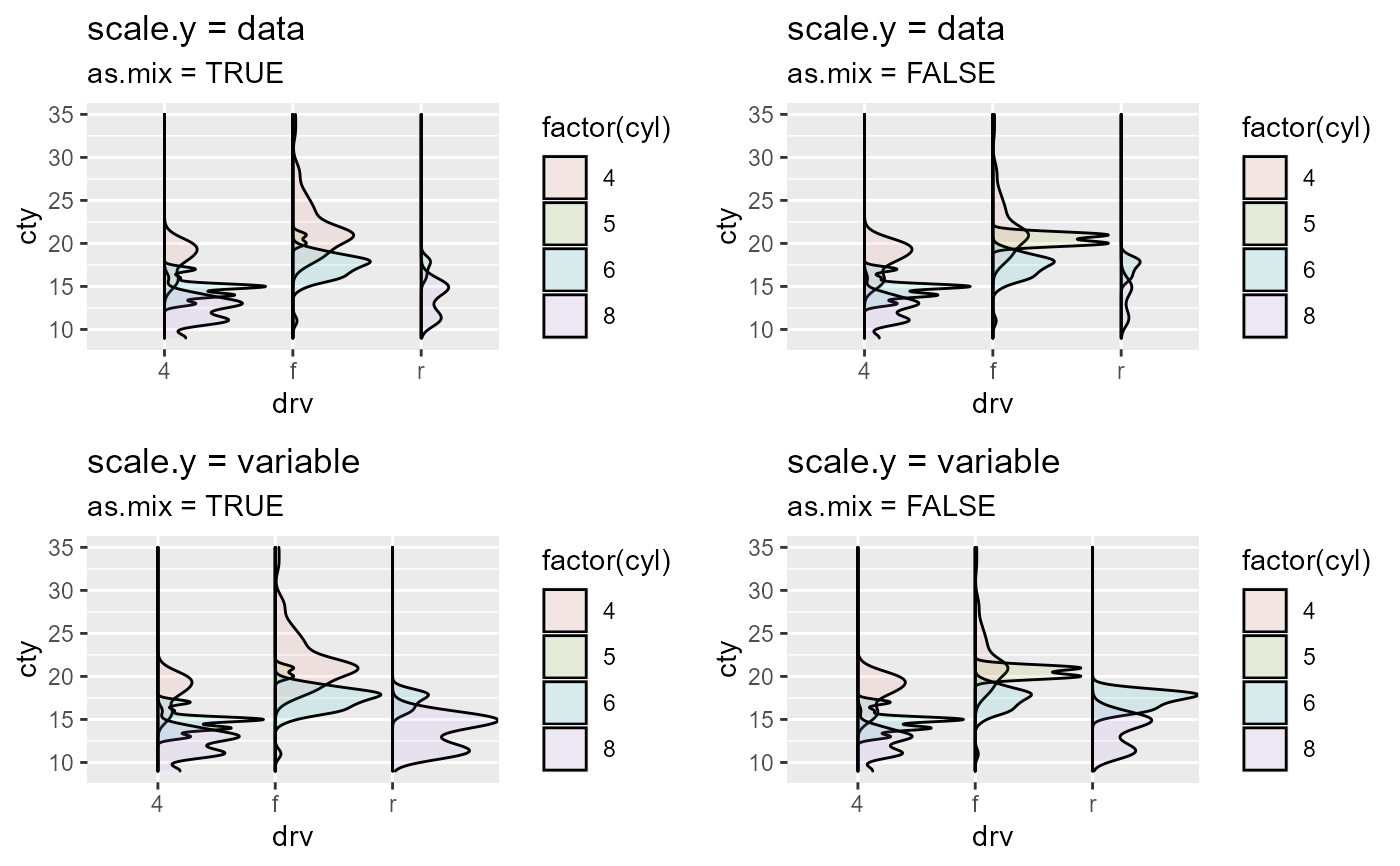 scale.y = data
as.mix = TRUE
35
30
25
20
15
10
cty
4 f r
drv
factor(cyl)
4
5
6
8
scale.y = data
as.mix = FALSE
35
30
25
20
15
10
cty
4 f r
drv
factor(cyl)
4
5
6
8
scale.y = variable
as.mix = TRUE
35
30
25
20
15
10
cty
4 f r
drv
factor(cyl)
4
5
6
8
scale.y = variable
as.mix = FALSE
35
30
25
20
15
10
cty
4 f r
drv
factor(cyl)
4
5
6
8